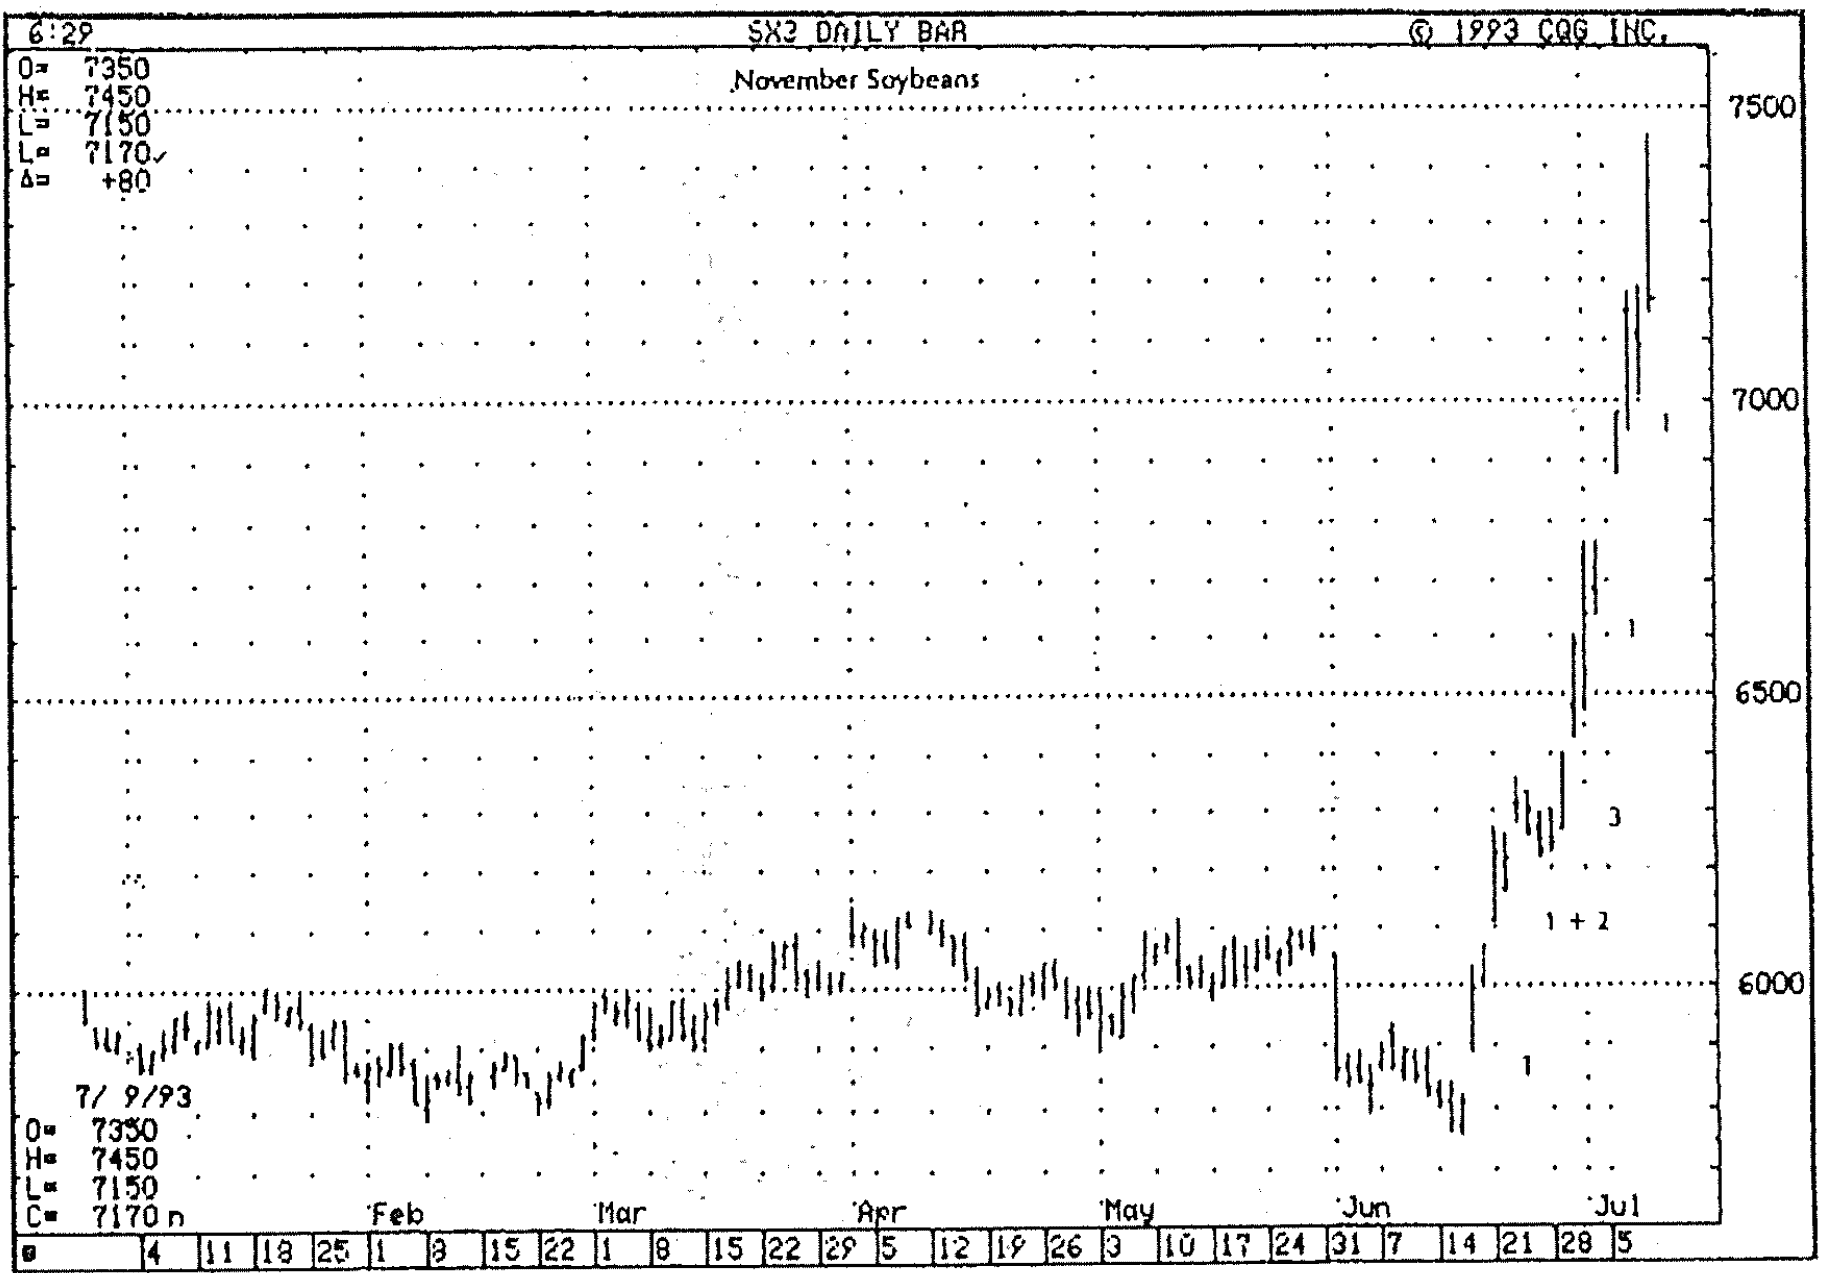 6:29 SX3 DAILY BAR © 1993 CQG INC.
November Soybeans
O= 7350
H= 7450
L= 7150
L= 7170✓
Δ= +80
7500
7000
1
6500
1
3
1 + 2
6000
1
7/ 9/93
O= 7350
H= 7450
L= 7150
C= 7170 n
Feb Mar Apr May Jun Jul
4 11 18 25 1 8 15 22 1 8 15 22 29 5 12 19 26 3 10 17 24 31 7 14 21 28 5